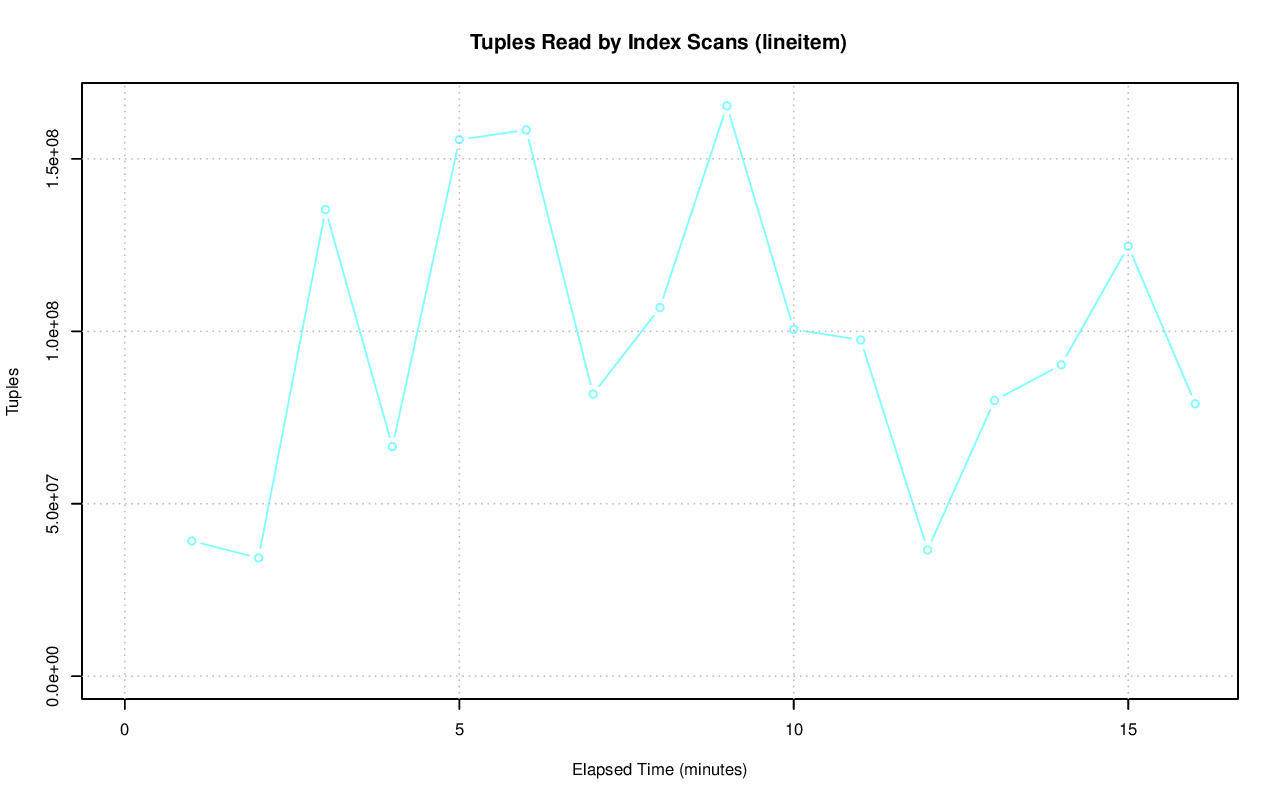 Tuples Read by Index Scans (lineitem)
1.5e+08
1.0e+08
5.0e+07
0.0e+00
Tuples
0 5 10 15
Elapsed Time (minutes)